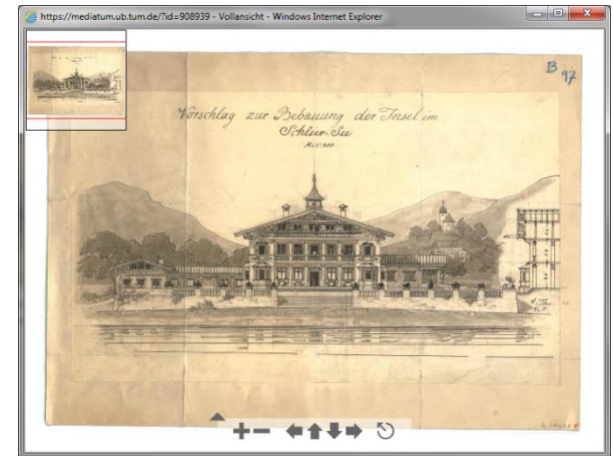 https://mediatum.ub.tum.de/?id=908939 - Vollansicht - Windows Internet Explorer
B 97
Vorschlag zur Bebauung der Insel im
Schlier-See